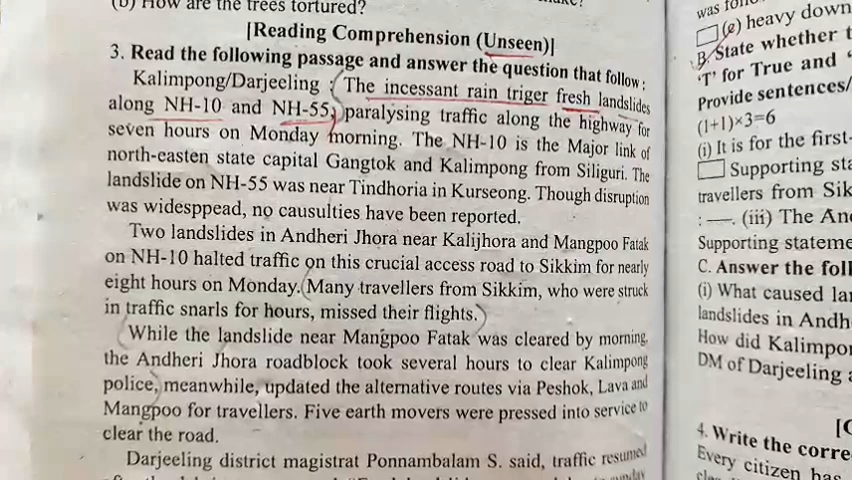 (b) How are the trees tortured?
[Reading Comprehension (Unseen)]
3. Read the following passage and answer the question that follow:
Kalimpong/Darjeeling : The incessant rain triger fresh landslides
along NH-10 and NH-55, paralysing traffic along the highway for
seven hours on Monday morning. The NH-10 is the Major link of
north-easten state capital Gangtok and Kalimpong from Siliguri. The
landslide on NH-55 was near Tindhoria in Kurseong. Though disruption
was widesppead, no causulties have been reported.
Two landslides in Andheri Jhora near Kalijhora and Mangpoo Fatak
on NH-10 halted traffic on this crucial access road to Sikkim for nearly
eight hours on Monday. Many travellers from Sikkim, who were struck
in traffic snarls for hours, missed their flights.
While the landslide near Mangpoo Fatak was cleared by morning,
the Andheri Jhora roadblock took several hours to clear Kalimpong
police, meanwhile, updated the alternative routes via Peshok, Lava and
Mangpoo for travellers. Five earth movers were pressed into service to
clear the road.
Darjeeling district magistrat Ponnambalam S. said, traffic resumed
was
(c) heavy down
B. State whether t
'T' for True and
Provide sentences/
(1+1)×3=6
(i) It is for the first-
Supporting sta
travellers from Sik
: —. (iii) The An
Supporting stateme
C. Answer the foll
(i) What caused la
landslides in Andh
How did Kalimpo
DM of Darjeeling a
4. Write the corre
Every citizen has